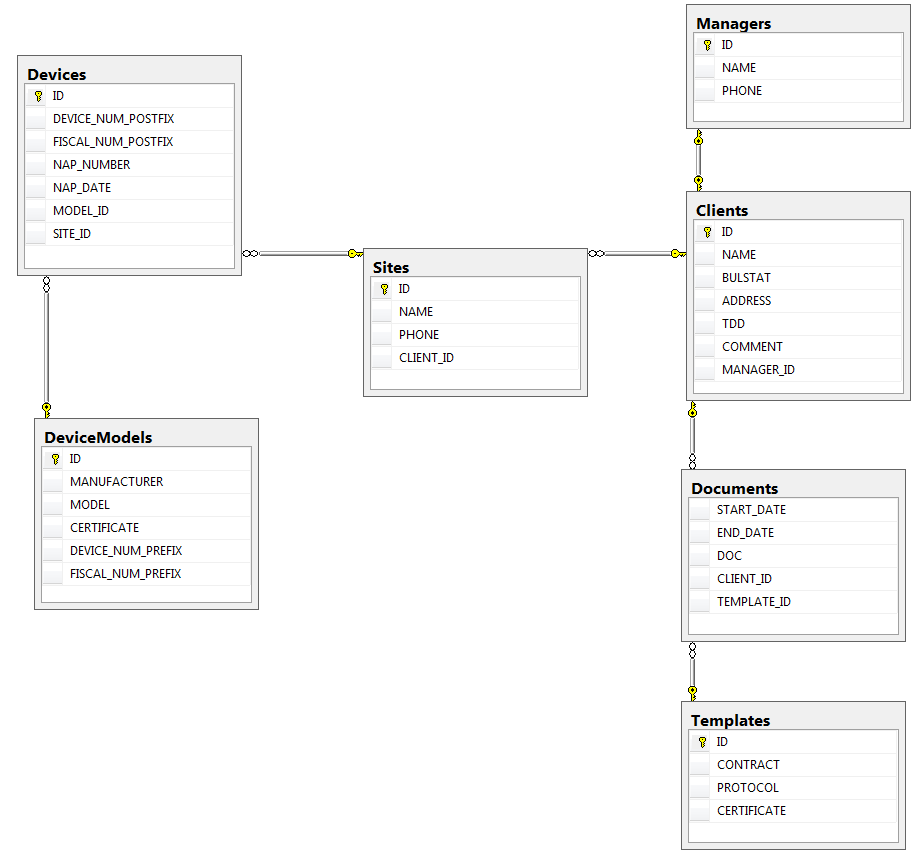 Managers
ID
NAME
PHONE
Devices
ID
DEVICE_NUM_POSTFIX
FISCAL_NUM_POSTFIX
NAP_NUMBER
NAP_DATE
MODEL_ID
SITE_ID
Clients
ID
NAME
BULSTAT
ADDRESS
TDD
COMMENT
MANAGER_ID
Sites
ID
NAME
PHONE
CLIENT_ID
DeviceModels
ID
MANUFACTURER
MODEL
CERTIFICATE
DEVICE_NUM_PREFIX
FISCAL_NUM_PREFIX
Documents
START_DATE
END_DATE
DOC
CLIENT_ID
TEMPLATE_ID
Templates
ID
CONTRACT
PROTOCOL
CERTIFICATE